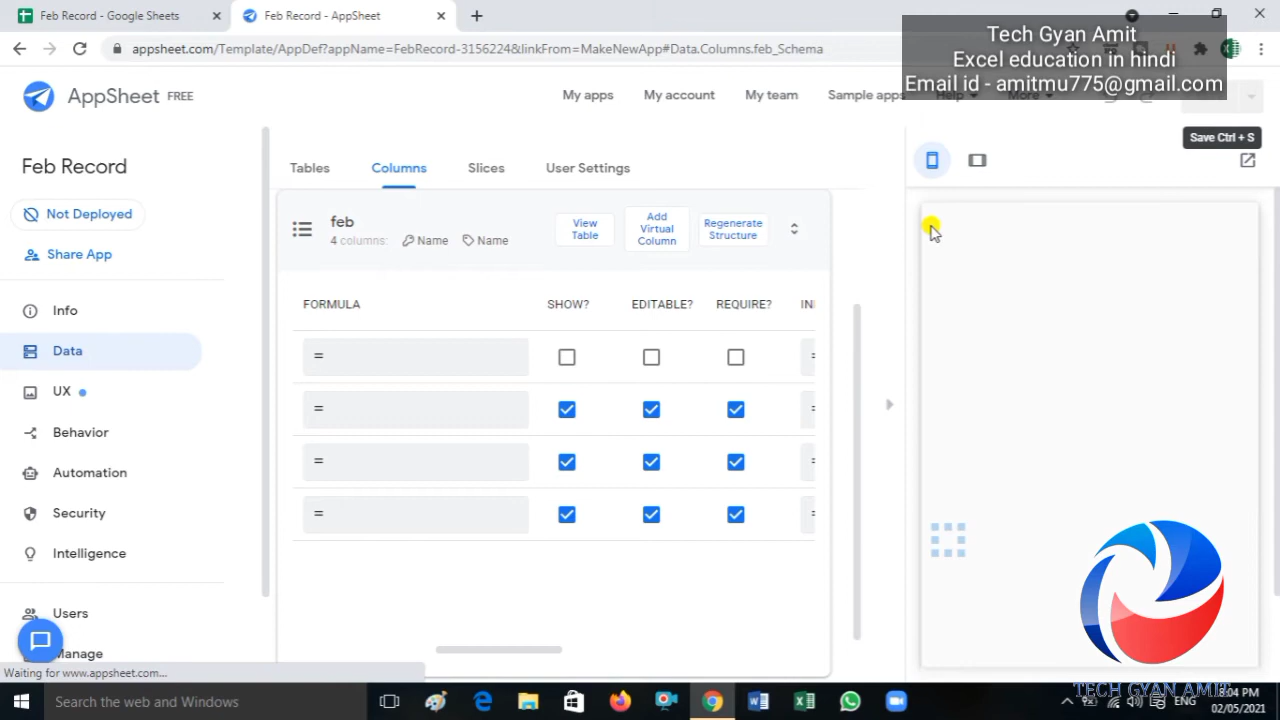 Feb Record - Google Sheets
Feb Record - AppSheet
appsheet.com/Template/AppDef?appName=FebRecord-3156224&linkFrom=MakeNewApp#Data.Columns.feb_Schema
Tech Gyan Amit
Excel education in hindi
Email id - amitmu775@gmail.com
AppSheet FREE
My apps
My account
My team
Sample apps
Help
More
Save Ctrl + S
Feb Record
Not Deployed
Share App
Info
Data
UX
Behavior
Automation
Security
Intelligence
Users
Manage
Tables
Columns
Slices
User Settings
feb
4 columns: Name Name
View
Table
Add
Virtual
Column
Regenerate
Structure
FORMULA
SHOW?
EDITABLE?
REQUIRE?
=
=
=
=
Waiting for www.appsheet.com...
TECH GYAN AMIT
Search the web and Windows
ENG
8:04 PM
02/05/2021